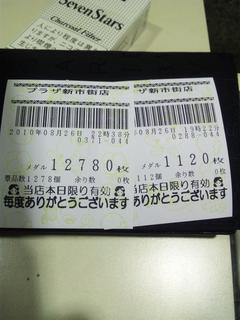 SevenStars
Charcoal Filter
プラザ新市街店
2010年08月26日 22時38分
0371-044
メダル 12780枚
景品数1278個 余り数 0枚
当店本日限り有効
毎度ありがとうございます
新市街店
08月26日 19時22分
0288-044
メダル 1120枚
112個 余り数 0枚
当店本日限り有効
ありがとうございます